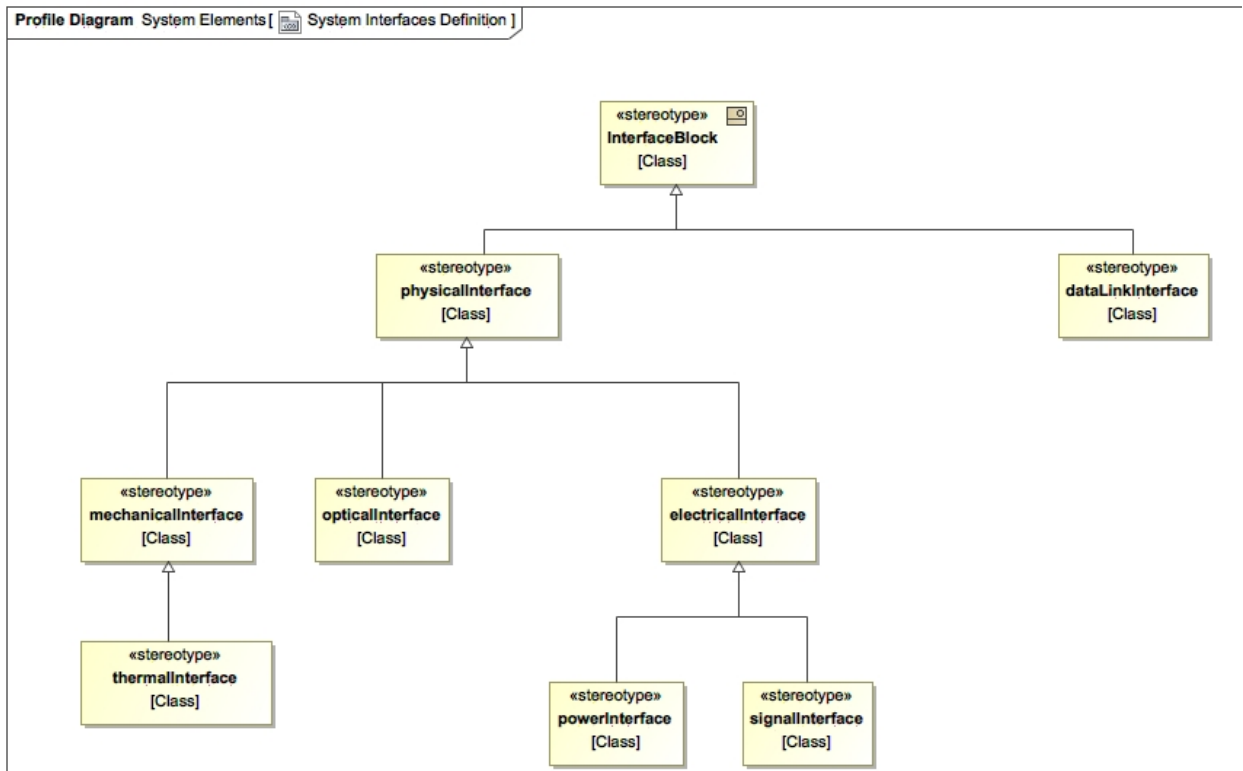 Profile Diagram System Elements [ System Interfaces Definition ]
«stereotype»
InterfaceBlock
[Class]
«stereotype»
physicalInterface
[Class]
«stereotype»
dataLinkInterface
[Class]
«stereotype»
mechanicalInterface
[Class]
«stereotype»
opticalInterface
[Class]
«stereotype»
electricalInterface
[Class]
«stereotype»
thermalInterface
[Class]
«stereotype»
powerInterface
[Class]
«stereotype»
signalInterface
[Class]